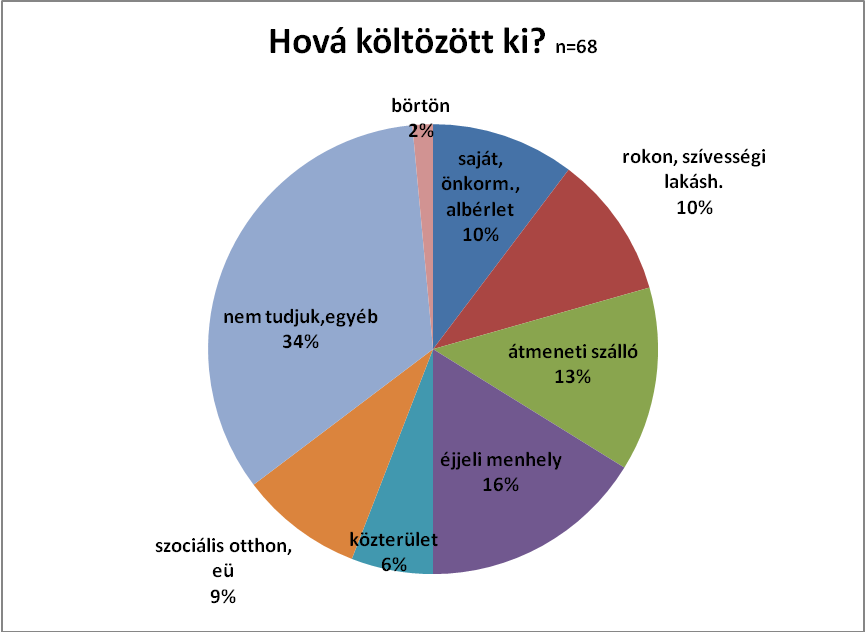 Hová költözött ki? n=68
börtön
2%
saját,
önkorm.,
albérlet
10%
rokon, szívességi
lakásh.
10%
átmeneti szálló
13%
éjjeli menhely
16%
közterület
6%
szociális otthon,
eü
9%
nem tudjuk,egyéb
34%